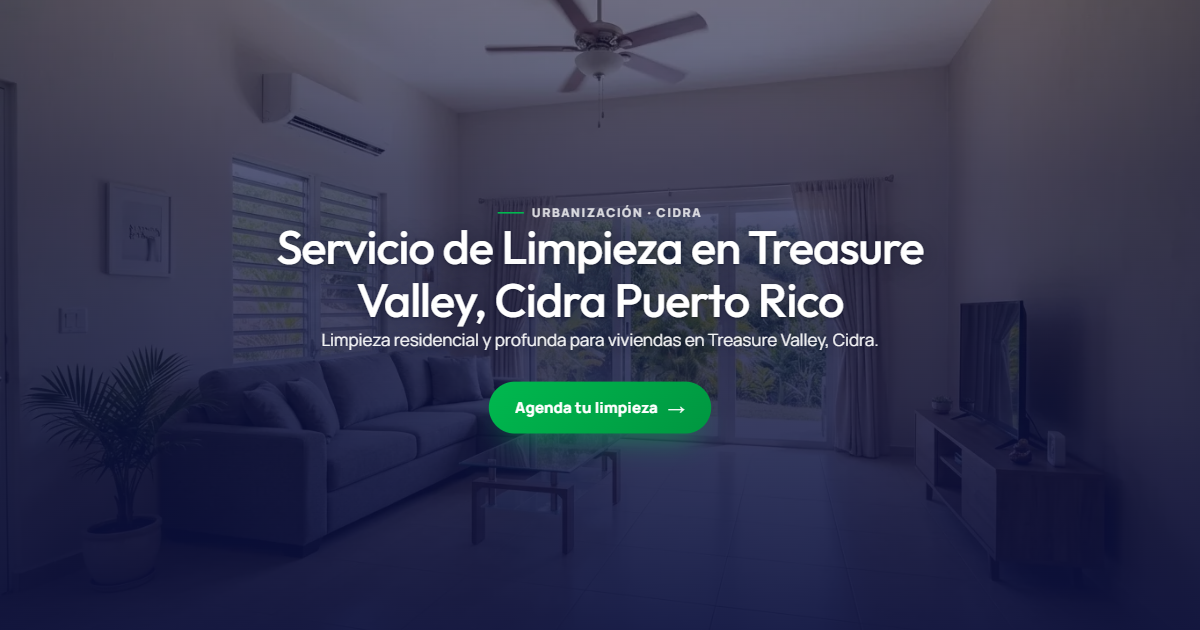 URBANIZACIÓN · CIDRA
Servicio de Limpieza en Treasure
Valley, Cidra Puerto Rico
Limpieza residencial y profunda para viviendas en Treasure Valley, Cidra.
Agenda tu limpieza →